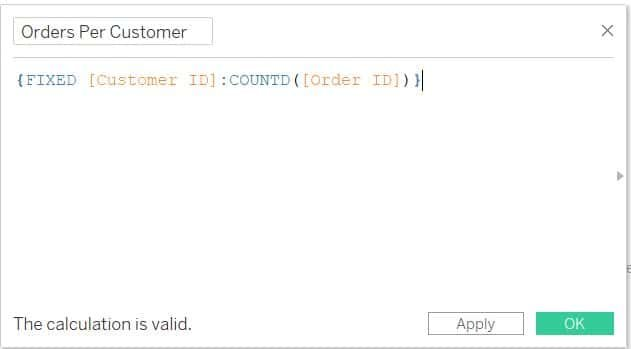 Orders Per Customer
{FIXED [Customer ID]:COUNTD([Order ID])}
The calculation is valid.
Apply
OK